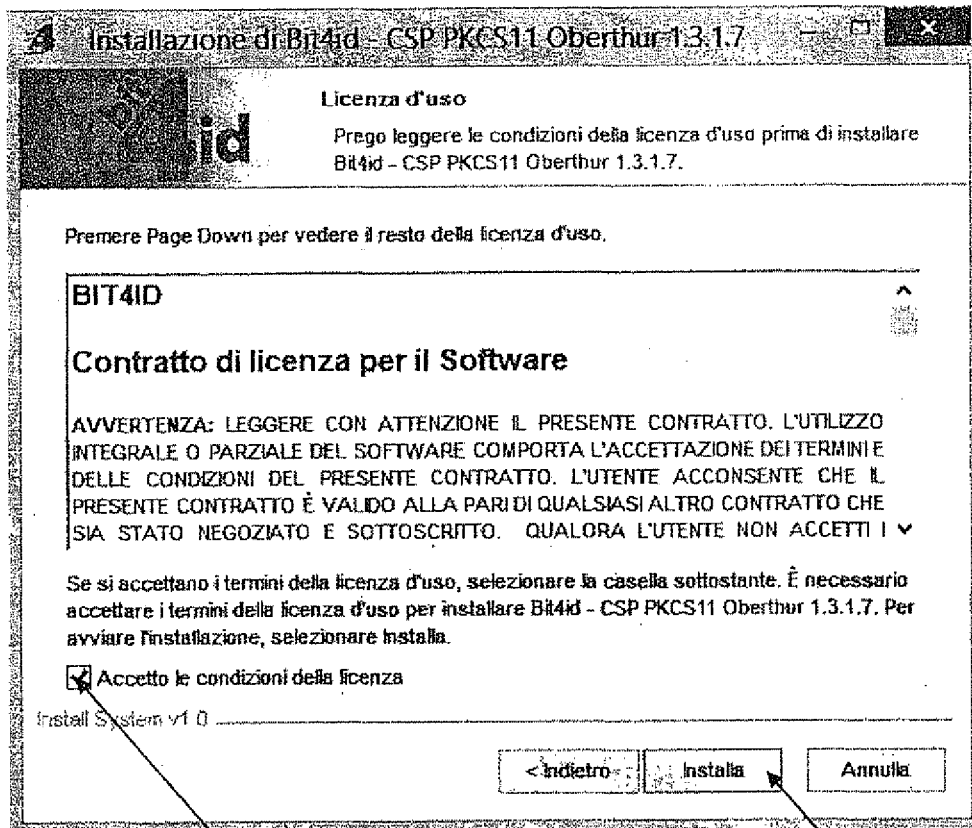 Installazione di Bit4id - CSP PKCS11 Oberthur 1.3.1.7
id
Licenza d'uso
Prego leggere le condizioni della licenza d'uso prima di installare
Bit4id - CSP PKCS11 Oberthur 1.3.1.7.
Premere Page Down per vedere il resto della licenza d'uso.
BIT4ID
Contratto di licenza per il Software
AVVERTENZA: LEGGERE CON ATTENZIONE IL PRESENTE CONTRATTO. L'UTILIZZO
INTEGRALE O PARZIALE DEL SOFTWARE COMPORTA L'ACCETTAZIONE DEI TERMINI E
DELLE CONDIZIONI DEL PRESENTE CONTRATTO. L'UTENTE ACCONSENTE CHE IL
PRESENTE CONTRATTO È VALIDO ALLA PARI DI QUALSIASI ALTRO CONTRATTO CHE
SIA STATO NEGOZIATO E SOTTOSCRITTO. QUALORA L'UTENTE NON ACCETTI I
Se si accettano i termini della licenza d'uso, selezionare la casella sottostante. È necessario
accettare i termini della licenza d'uso per installare Bit4id - CSP PKCS11 Oberthur 1.3.1.7. Per
avviare l'installazione, selezionare Installa.
Accetto le condizioni della licenza
Install System v1.0
< Indietro
Installa
Annulla